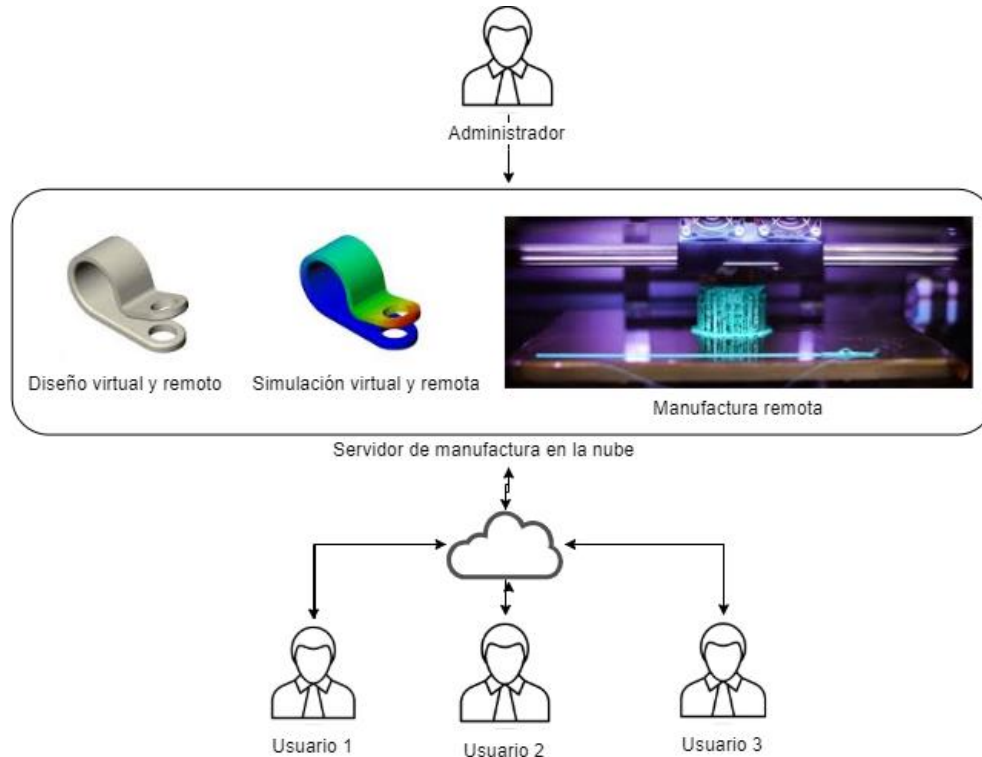 Administrador
Diseño virtual y remoto
Simulación virtual y remota
Manufactura remota
Servidor de manufactura en la nube
Usuario 1
Usuario 2
Usuario 3